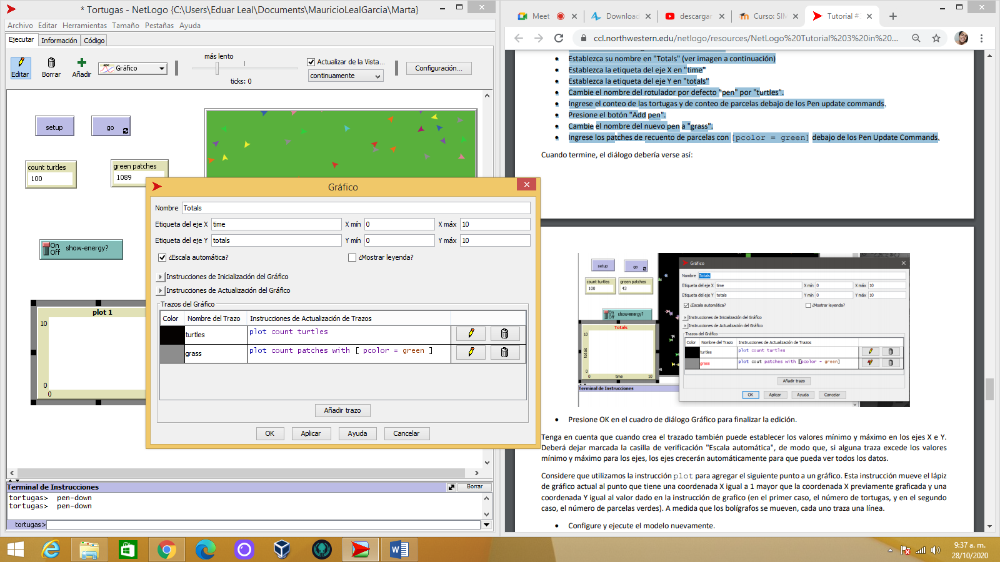 * Tortugas - NetLogo {C:\Users\Eduar Leal\Documents\MauricioLealGarcia\Marta}
Archivo Editar Herramientas Tamaño Pestañas Ayuda
Ejecutar Información Código
Editar Borrar Añadir
Gráfico
más lento
ticks: 0
Actualizar de la Vista...
continuamente
Configuración...
setup
go
count turtles
100
green patches
1089
On
Off
show-energy?
plot 1
10
0
0
Gráfico
Nombre Totals
Etiqueta del eje X time X mín 0 X máx 10
Etiqueta del eje Y totals Y mín 0 Y máx 10
¿Escala automática? ¿Mostrar leyenda?
Instrucciones de Inicialización del Gráfico
Instrucciones de Actualización del Gráfico
Trazos del Gráfico
Color Nombre del Trazo Instrucciones de Actualización de Trazos
turtles plot count turtles
grass plot count patches with [ pcolor = green ]
Añadir trazo
OK Aplicar Ayuda Cancelar
Terminal de Instrucciones Borrar
tortugas> pen-down
tortugas> pen-down
tortugas>
Meet Download descargar Curso: SIM Tutorial #
ccl.northwestern.edu/netlogo/resources/NetLogo%20Tutorial%203%20in%20...
• Establezca su nombre en "Totals" (ver imagen a continuación)
• Establezca la etiqueta del eje X en "time"
• Establezca la etiqueta del eje Y en "totals"
• Cambie el nombre del rotulador por defecto "pen" por "turtles".
• Ingrese el conteo de las tortugas y de conteo de parcelas debajo de los Pen update commands.
• Presione el botón "Add pen".
• Cambie el nombre del nuevo pen a "grass".
• Ingrese los patches de recuento de parcelas con [pcolor = green] debajo de los Pen Update Commands.
Cuando termine, el diálogo debería verse así:
setup
go
count turtles
100
green patches
43
On
Off
show-energy?
Totals
10
totals
0
0 time 10
Terminal de Instrucciones
Gráfico
Nombre Totals
Etiqueta del eje X time X mín 0 X máx 10
Etiqueta del eje Y totals Y mín 0 Y máx 10
¿Escala automática? ¿Mostrar leyenda?
Instrucciones de Inicialización del Gráfico
Instrucciones de Actualización del Gráfico
Trazos del Gráfico
Color Nombre del Trazo Instrucciones de Actualización de Trazos
turtles plot count turtles
grass plot cout patches with [pcolor = green]
Añadir trazo
OK Aplicar Ayuda Cancelar
• Presione OK en el cuadro de diálogo Gráfico para finalizar la edición.
Tenga en cuenta que cuando crea el trazado también puede establecer los valores mínimo y máximo en los ejes X e Y.
Deberá dejar marcada la casilla de verificación "Escala automática", de modo que, si alguna traza excede los valores
mínimo y máximo para los ejes, los ejes crecerán automáticamente para que pueda ver todos los datos.
Considere que utilizamos la instrucción plot para agregar el siguiente punto a un gráfico. Esta instrucción mueve el lápiz
de gráfico actual al punto que tiene una coordenada X igual a 1 mayor que la coordenada X previamente graficada y una
coordenada Y igual al valor dado en la instrucción de grafico (en el primer caso, el número de tortugas, y en el segundo
caso, el número de parcelas verdes). A medida que los bolígrafos se mueven, cada uno traza una línea.
• Configure y ejecute el modelo nuevamente.
9:37 a. m.
28/10/2020